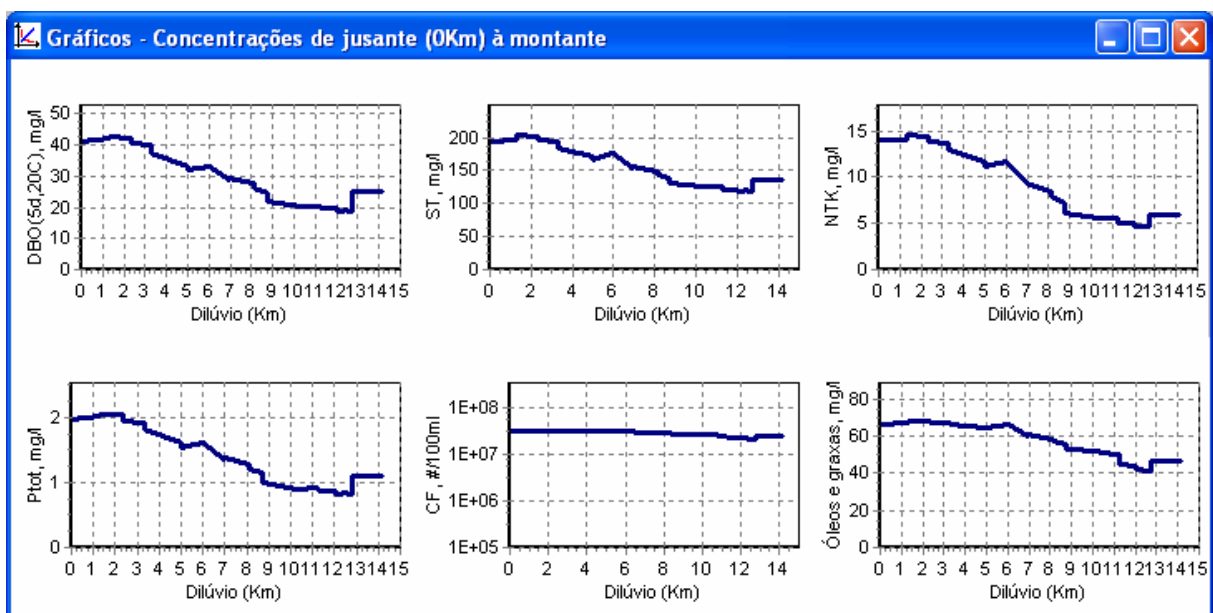 Gráficos - Concentrações de jusante (0Km) à montante
DBO(5d,20C), mg/l
50
40
30
20
10
0
0 1 2 3 4 5 6 7 8 9 10 11 12 13 14 15
Dilúvio (Km)
ST, mg/l
200
150
100
50
0
0 2 4 6 8 10 12 14
Dilúvio (Km)
NTK, mg/l
15
10
5
0
0 1 2 3 4 5 6 7 8 9 10 11 12 13 14 15
Dilúvio (Km)
Ptot, mg/l
2
1
0
0 1 2 3 4 5 6 7 8 9 10 11 12 13 14 15
Dilúvio (Km)
CF, #/100ml
1E+08
1E+07
1E+06
1E+05
0 2 4 6 8 10 12 14
Dilúvio (Km)
Óleos e graxas, mg/l
80
60
40
20
0
0 1 2 3 4 5 6 7 8 9 10 11 12 13 14 15
Dilúvio (Km)